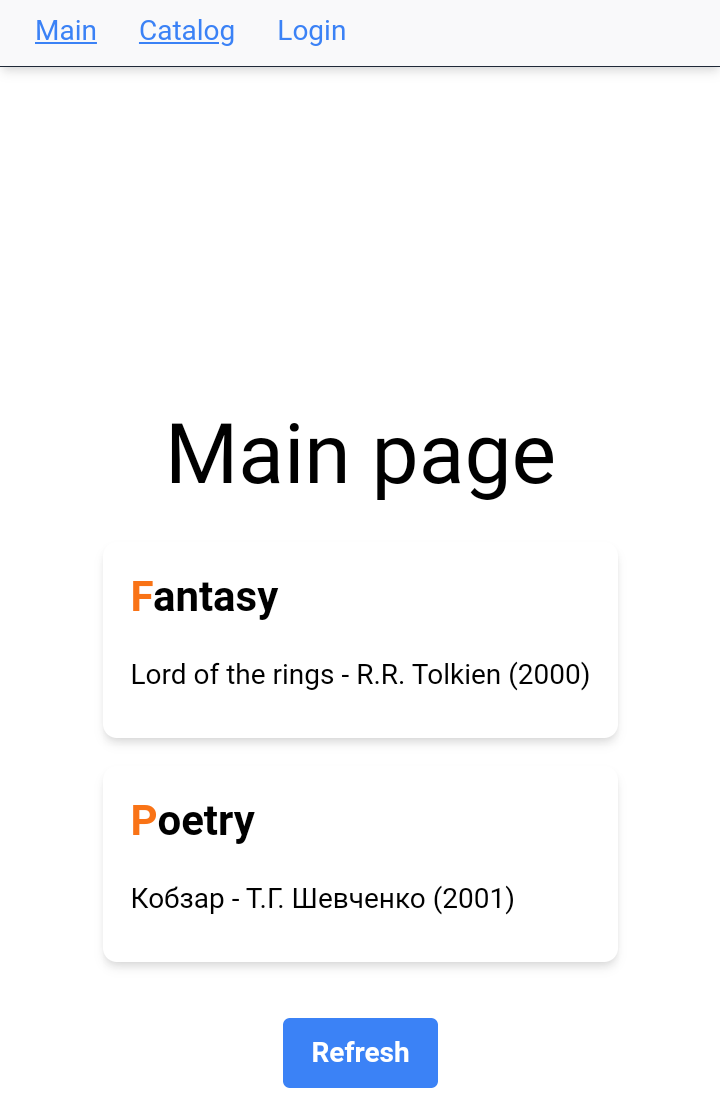 Main Catalog Login
Main page
Fantasy
Lord of the rings - R.R. Tolkien (2000)
Poetry
Кобзар - Т.Г. Шевченко (2001)
Refresh